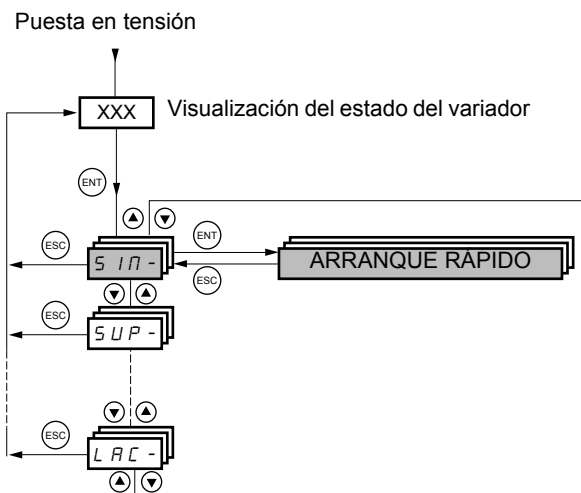 Puesta en tensión
XXX
Visualización del estado del variador
ENT
ESC
ENT
SIM-
ARRANQUE RÁPIDO
ESC
ESC
SUP-
ESC
LAC-